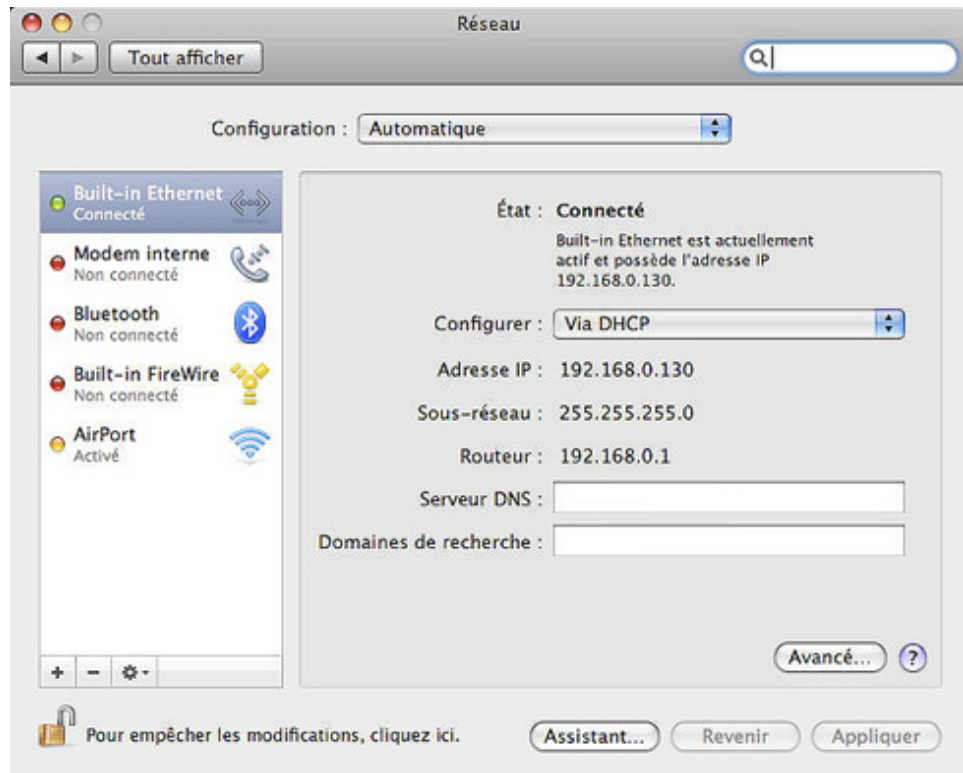 Réseau
Tout afficher
Configuration : Automatique
Built-in Ethernet
Connecté
Modem interne
Non connecté
Bluetooth
Non connecté
Built-in FireWire
Non connecté
AirPort
Activé
État : Connecté
Built-in Ethernet est actuellement
actif et possède l'adresse IP
192.168.0.130.
Configurer : Via DHCP
Adresse IP : 192.168.0.130
Sous-réseau : 255.255.255.0
Routeur : 192.168.0.1
Serveur DNS :
Domaines de recherche :
Avancé... ?
Pour empêcher les modifications, cliquez ici.
Assistant... Revenir Appliquer